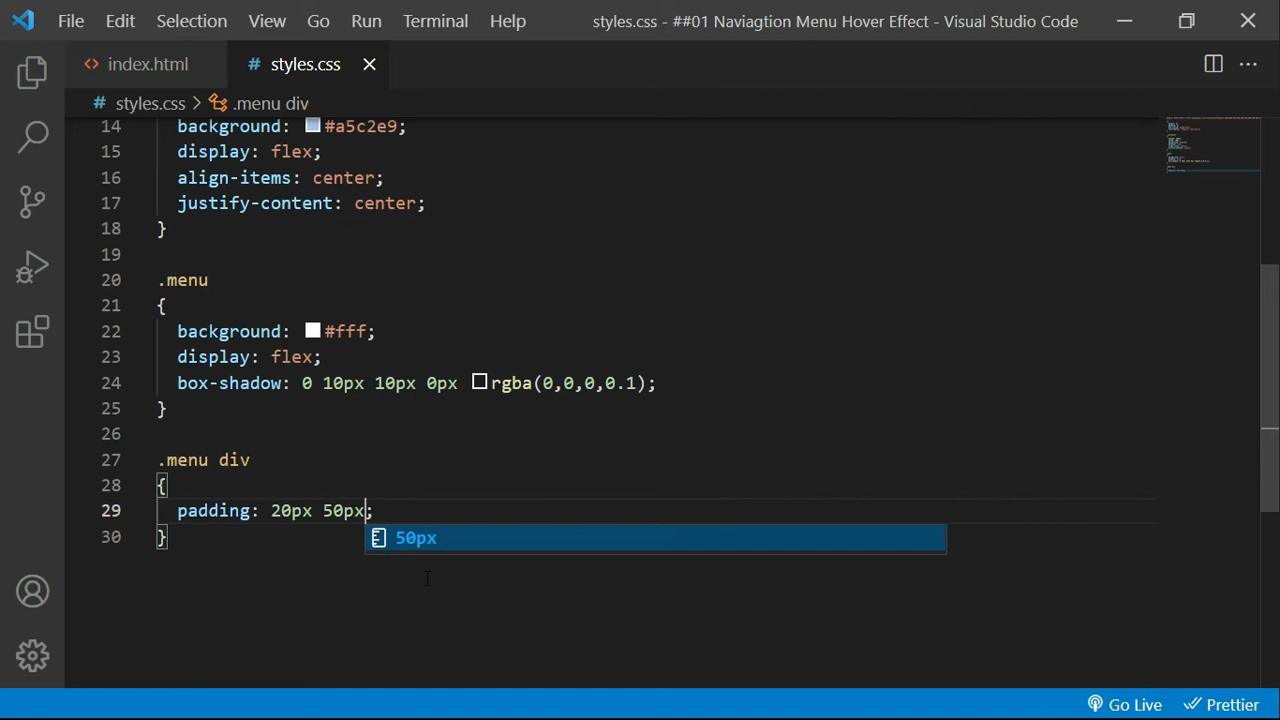 File Edit Selection View Go Run Terminal Help styles.css - ##01 Naviagtion Menu Hover Effect - Visual Studio Code
<> index.html # styles.css
# styles.css > .menu div
14 background: #a5c2e9;
15 display: flex;
16 align-items: center;
17 justify-content: center;
18 }
19
20 .menu
21 {
22 background: #fff;
23 display: flex;
24 box-shadow: 0 10px 10px 0px rgba(0,0,0,0.1);
25 }
26
27 .menu div
28 {
29 padding: 20px 50px;
30 }
50px
Go Live Prettier